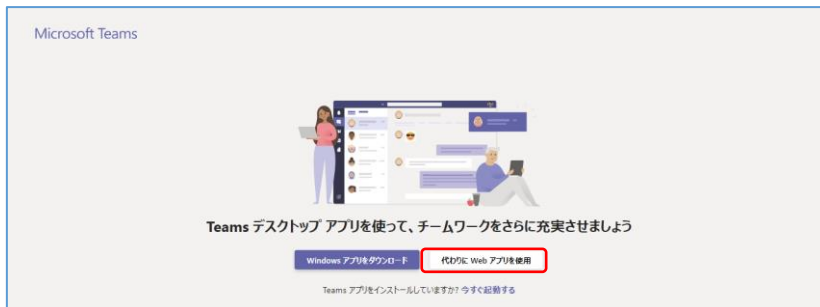 Microsoft Teams
Teams デスクトップ アプリを使って、チームワークをさらに充実させましょう
Windows アプリをダウンロード
代わりに Web アプリを使用
Teams アプリをインストールしていますか? 今すぐ起動する